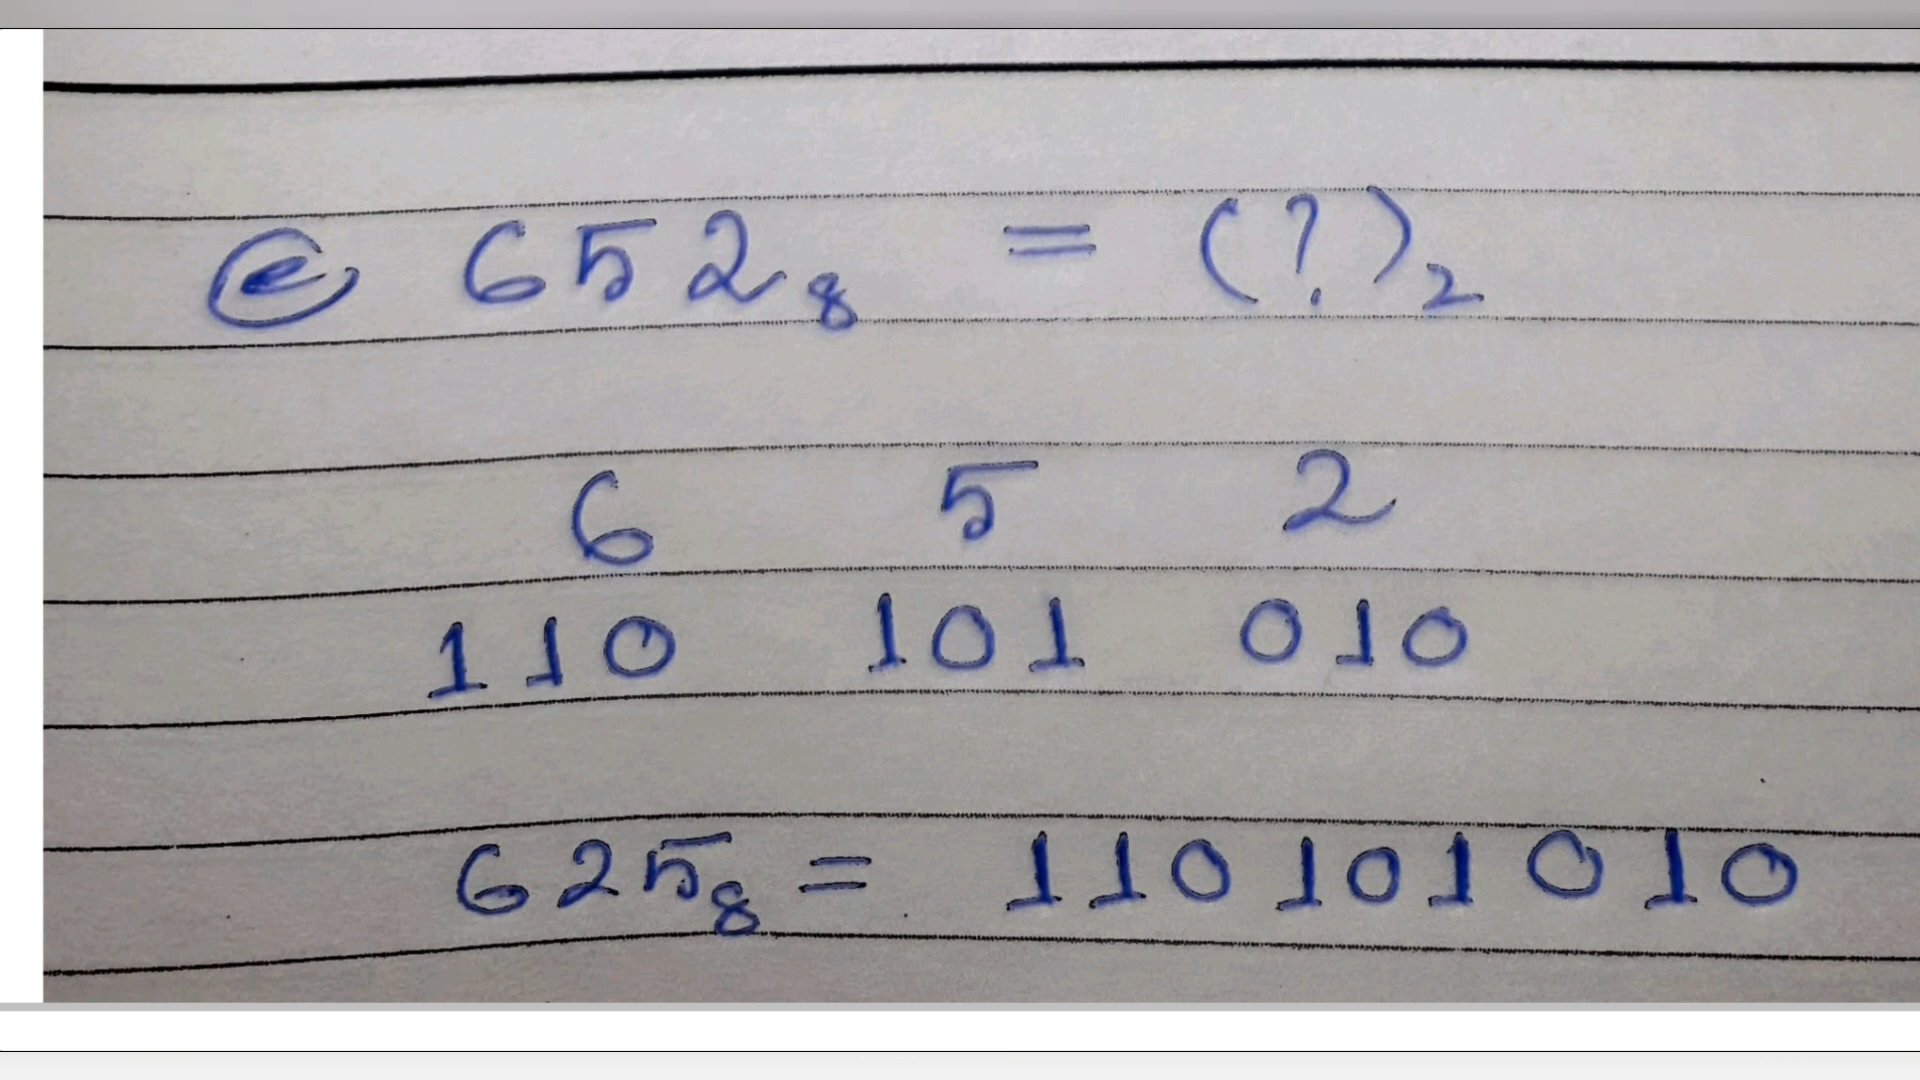 e 652₈ = (?)₂
6 5 2
110 101 010
625₈ = 110101010